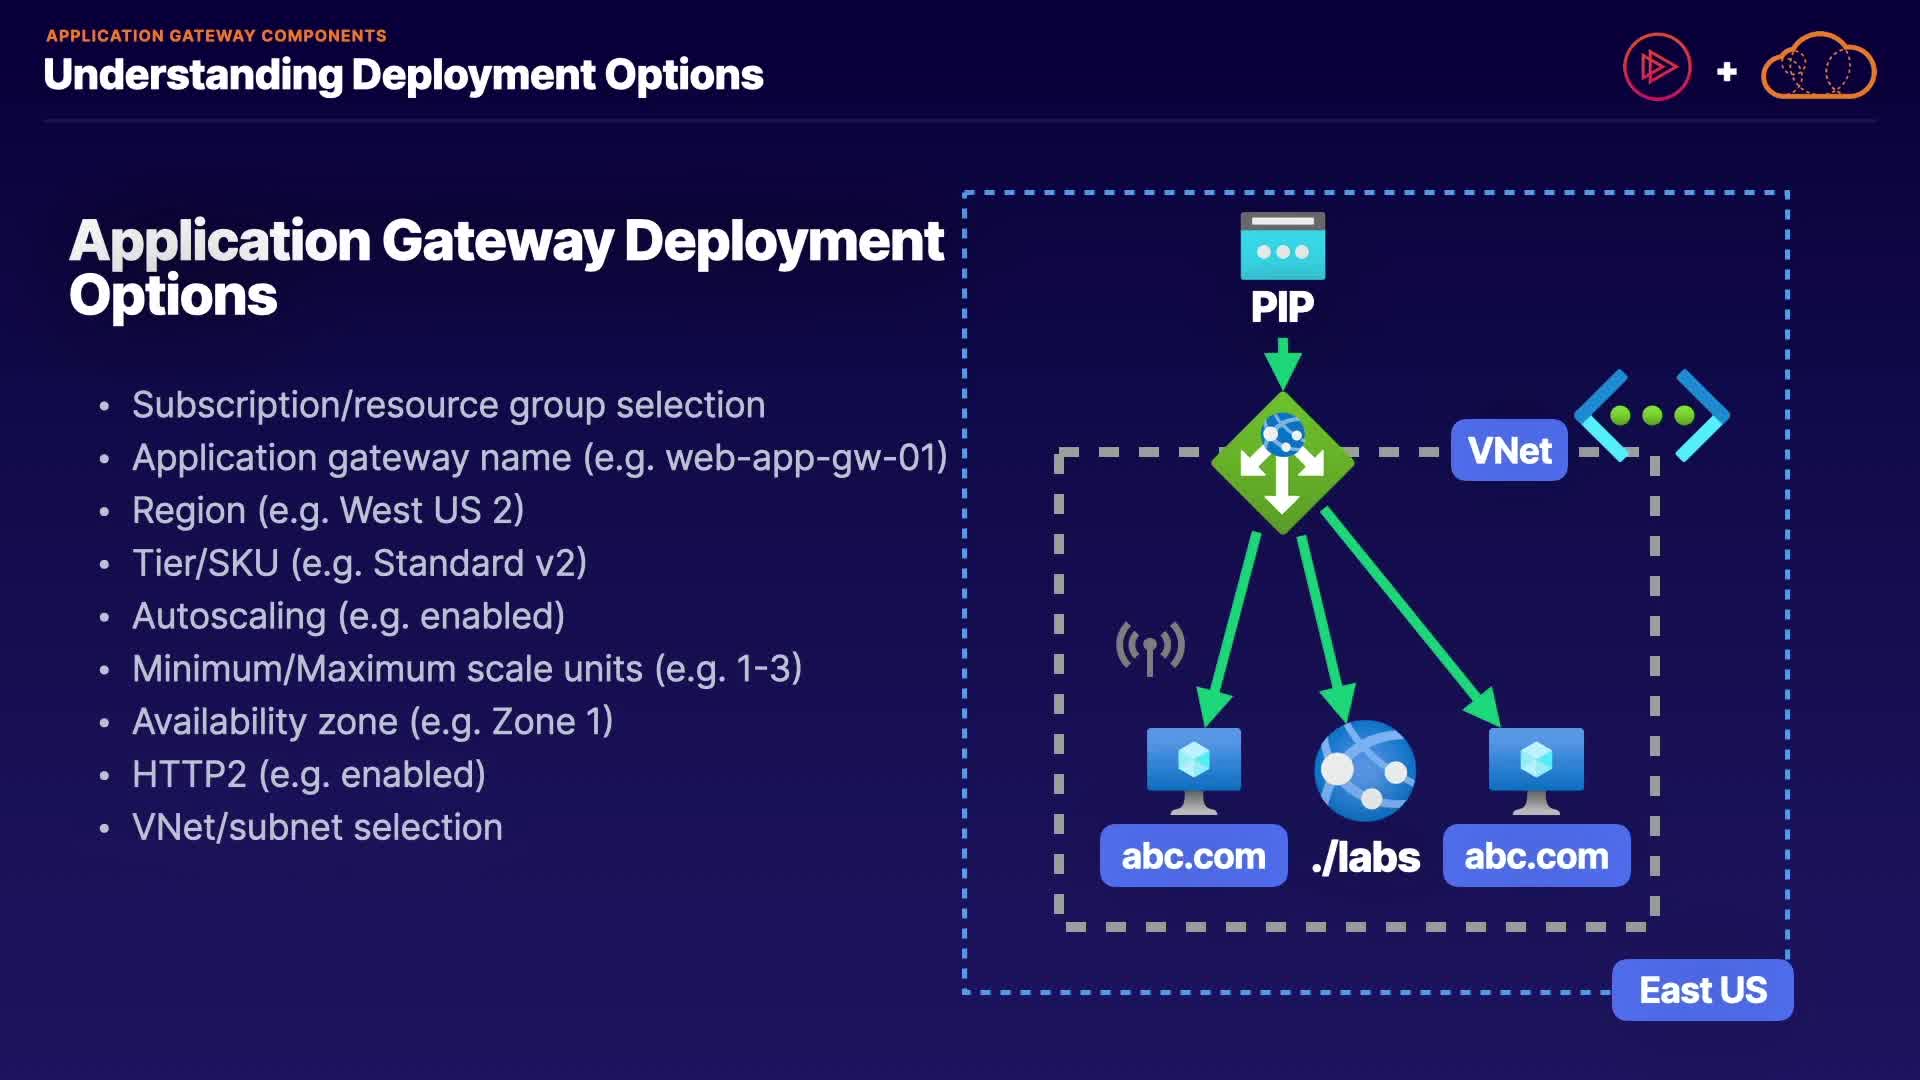 APPLICATION GATEWAY COMPONENTS
Understanding Deployment Options
+
Application Gateway Deployment
Options
• Subscription/resource group selection
• Application gateway name (e.g. web-app-gw-01)
• Region (e.g. West US 2)
• Tier/SKU (e.g. Standard v2)
• Autoscaling (e.g. enabled)
• Minimum/Maximum scale units (e.g. 1-3)
• Availability zone (e.g. Zone 1)
• HTTP2 (e.g. enabled)
• VNet/subnet selection
PIP
VNet
abc.com
./labs
abc.com
East US